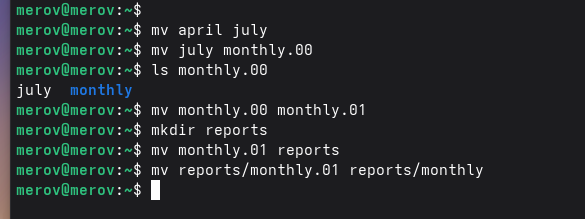 merov@merov:~$
merov@merov:~$ mv april july
merov@merov:~$ mv july monthly.00
merov@merov:~$ ls monthly.00
july  monthly
merov@merov:~$ mv monthly.00 monthly.01
merov@merov:~$ mkdir reports
merov@merov:~$ mv monthly.01 reports
merov@merov:~$ mv reports/monthly.01 reports/monthly
merov@merov:~$